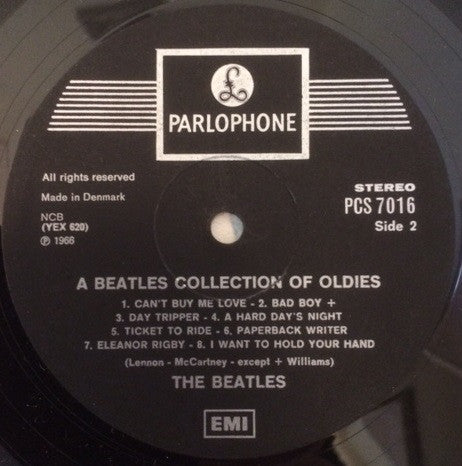 £
PARLOPHONE
All rights reserved
Made in Denmark
NCB
(YEX 620)
℗ 1966
STEREO
PCS 7016
Side 2
A BEATLES COLLECTION OF OLDIES
1. CAN'T BUY ME LOVE - 2. BAD BOY +
3. DAY TRIPPER - 4. A HARD DAY'S NIGHT
5. TICKET TO RIDE - 6. PAPERBACK WRITER
7. ELEANOR RIGBY - 8. I WANT TO HOLD YOUR HAND
(Lennon - McCartney - except + Williams)
THE BEATLES
EMI